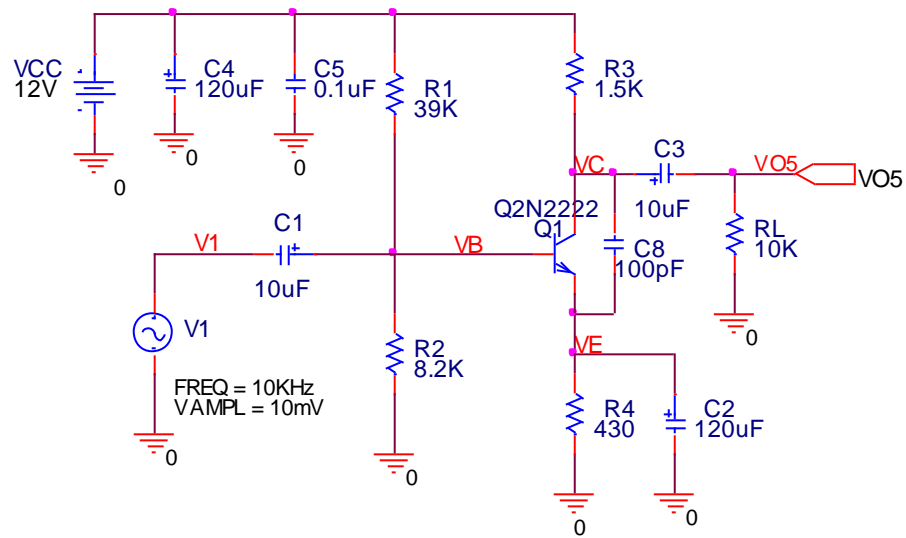 VCC
12V
C4
120uF
C5
0.1uF
R1
39K
R3
1.5K
0
0
0
VC
C3
10uF
VO5
VO5
Q2N2222
Q1
C8
100pF
RL
10K
0
V1
C1
10uF
VB
V1
FREQ = 10KHz
VAMPL = 10mV
0
R2
8.2K
0
VE
R4
430
C2
120uF
0
0